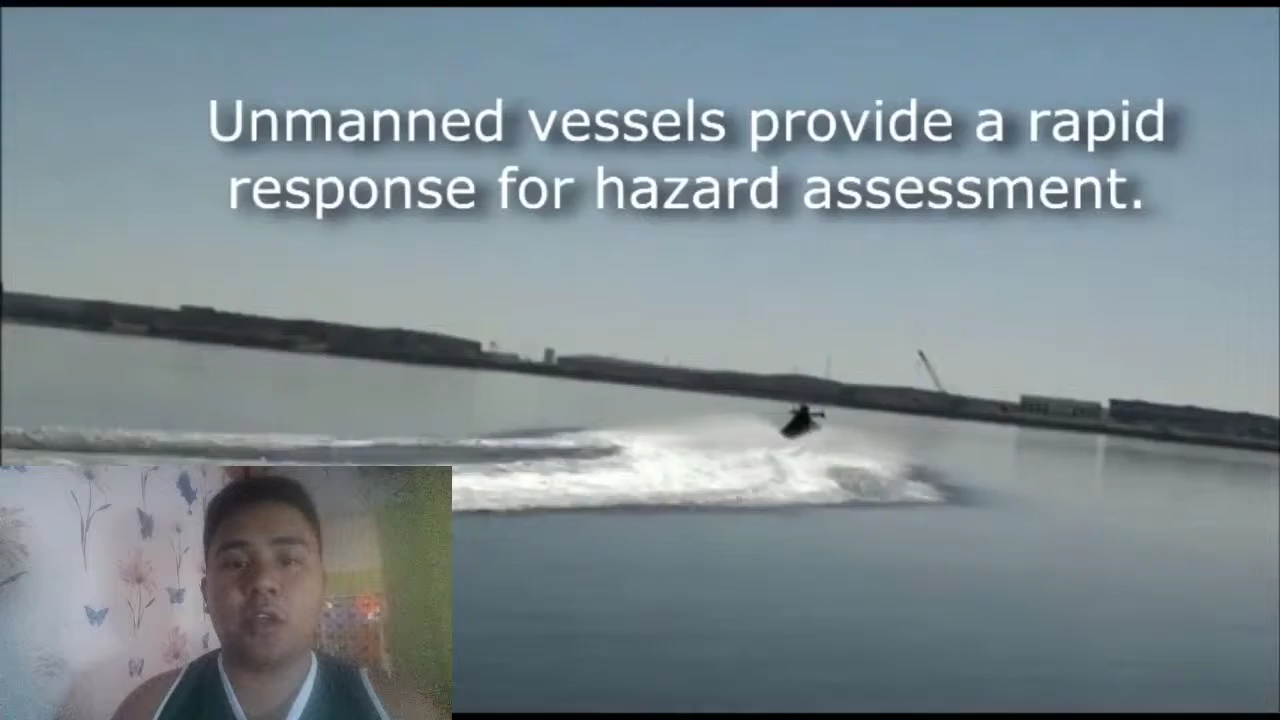 Unmanned vessels provide a rapid
response for hazard assessment.